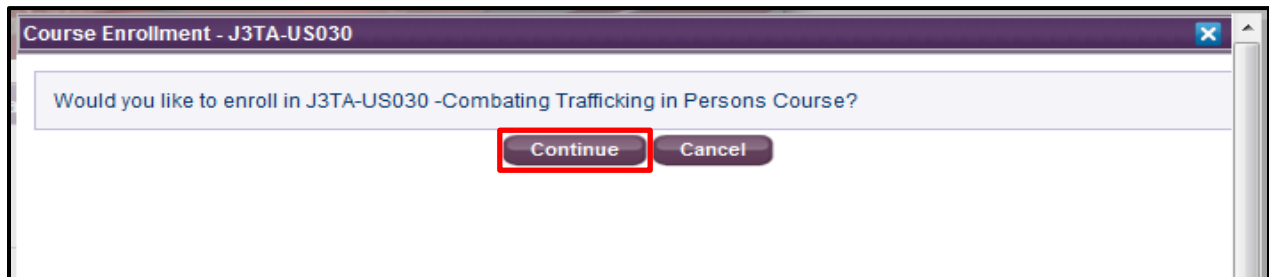 Course Enrollment - J3TA-US030
Would you like to enroll in J3TA-US030 -Combating Trafficking in Persons Course?
Continue Cancel